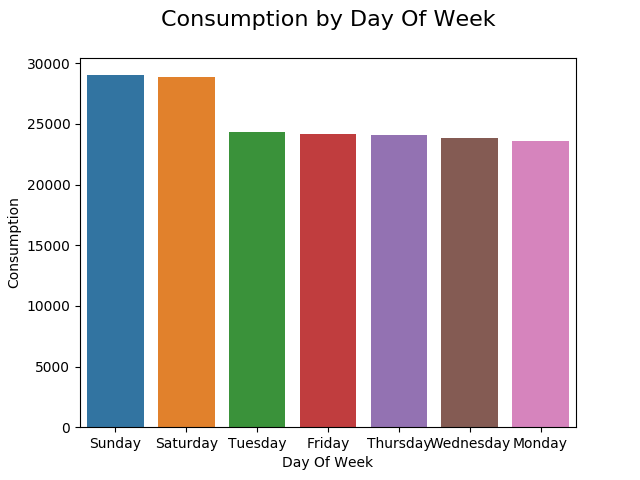 Consumption by Day Of Week
30000
25000
20000
15000
10000
5000
0
Consumption
Sunday Saturday Tuesday Friday Thursday Wednesday Monday
Day Of Week